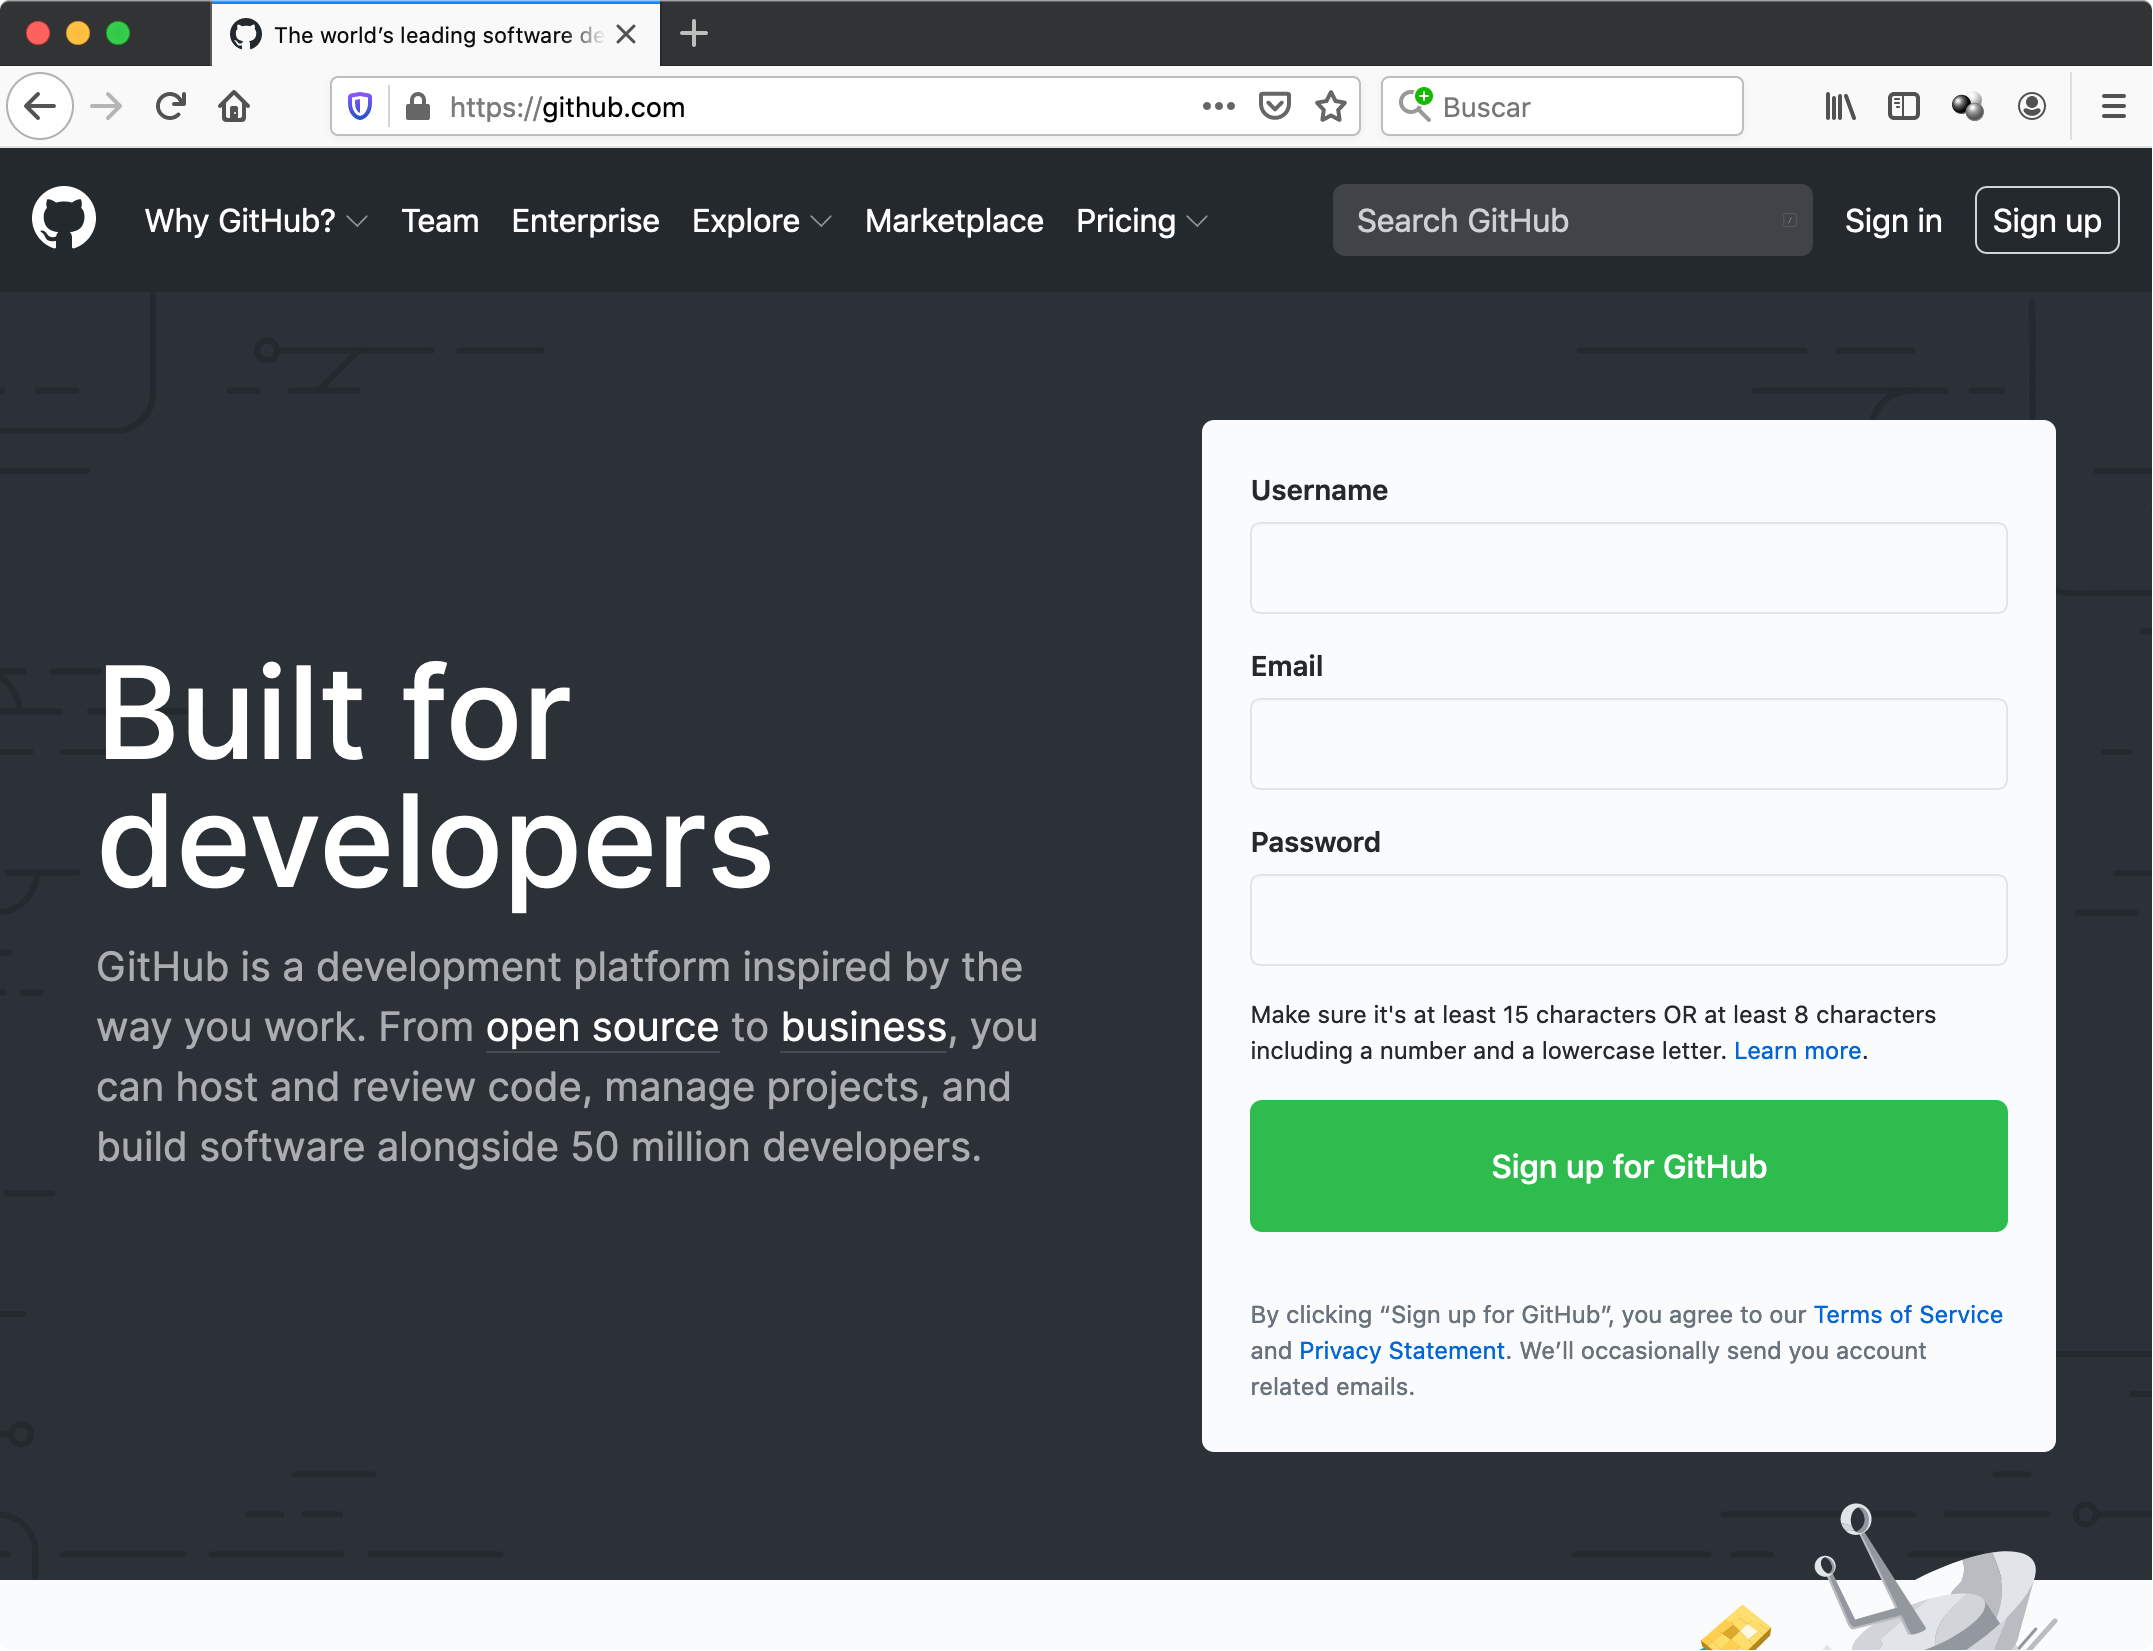 The world's leading software de
https://github.com
Buscar
Why GitHub? Team Enterprise Explore Marketplace Pricing
Search GitHub
/
Sign in
Sign up
Built for
developers
GitHub is a development platform inspired by the
way you work. From open source to business, you
can host and review code, manage projects, and
build software alongside 50 million developers.
Username
Email
Password
Make sure it's at least 15 characters OR at least 8 characters
including a number and a lowercase letter. Learn more.
Sign up for GitHub
By clicking “Sign up for GitHub”, you agree to our Terms of Service
and Privacy Statement. We’ll occasionally send you account
related emails.